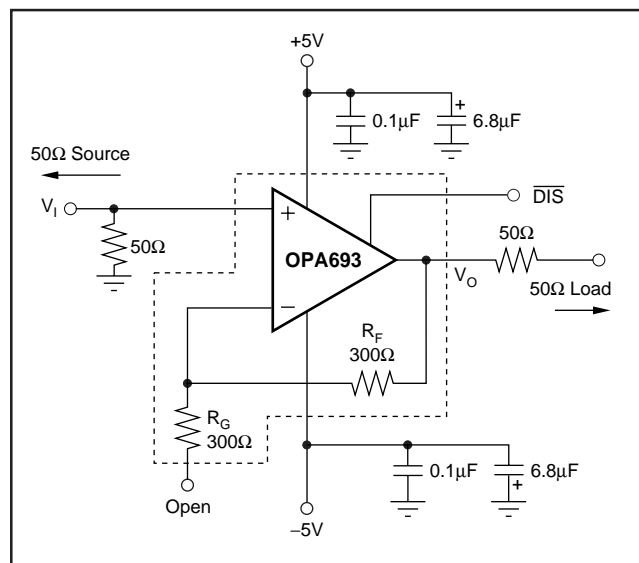 +5V
+
0.1µF
6.8µF
50Ω Source
V_I
50Ω
+
−
OPA693
DIS
50Ω
V_O
50Ω Load
R_F
300Ω
R_G
300Ω
Open
−5V
0.1µF
6.8µF
+